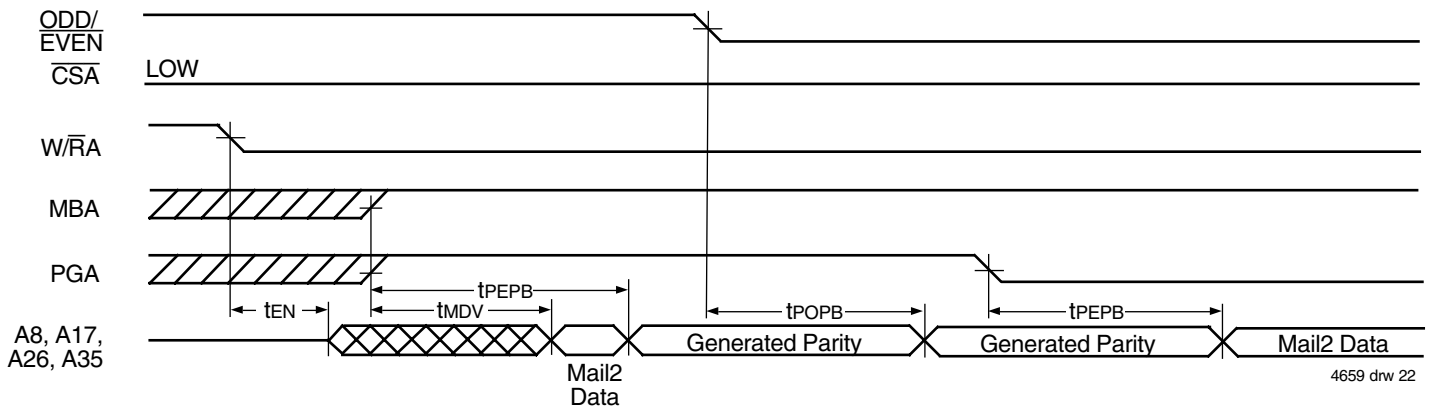 ODD/
EVEN
CSA
LOW
W/RA
MBA
PGA
tPEPB
tEN
tMDV
tPOPB
tPEPB
A8, A17,
A26, A35
Generated Parity
Generated Parity
Mail2 Data
Mail2
Data
4659 drw 22